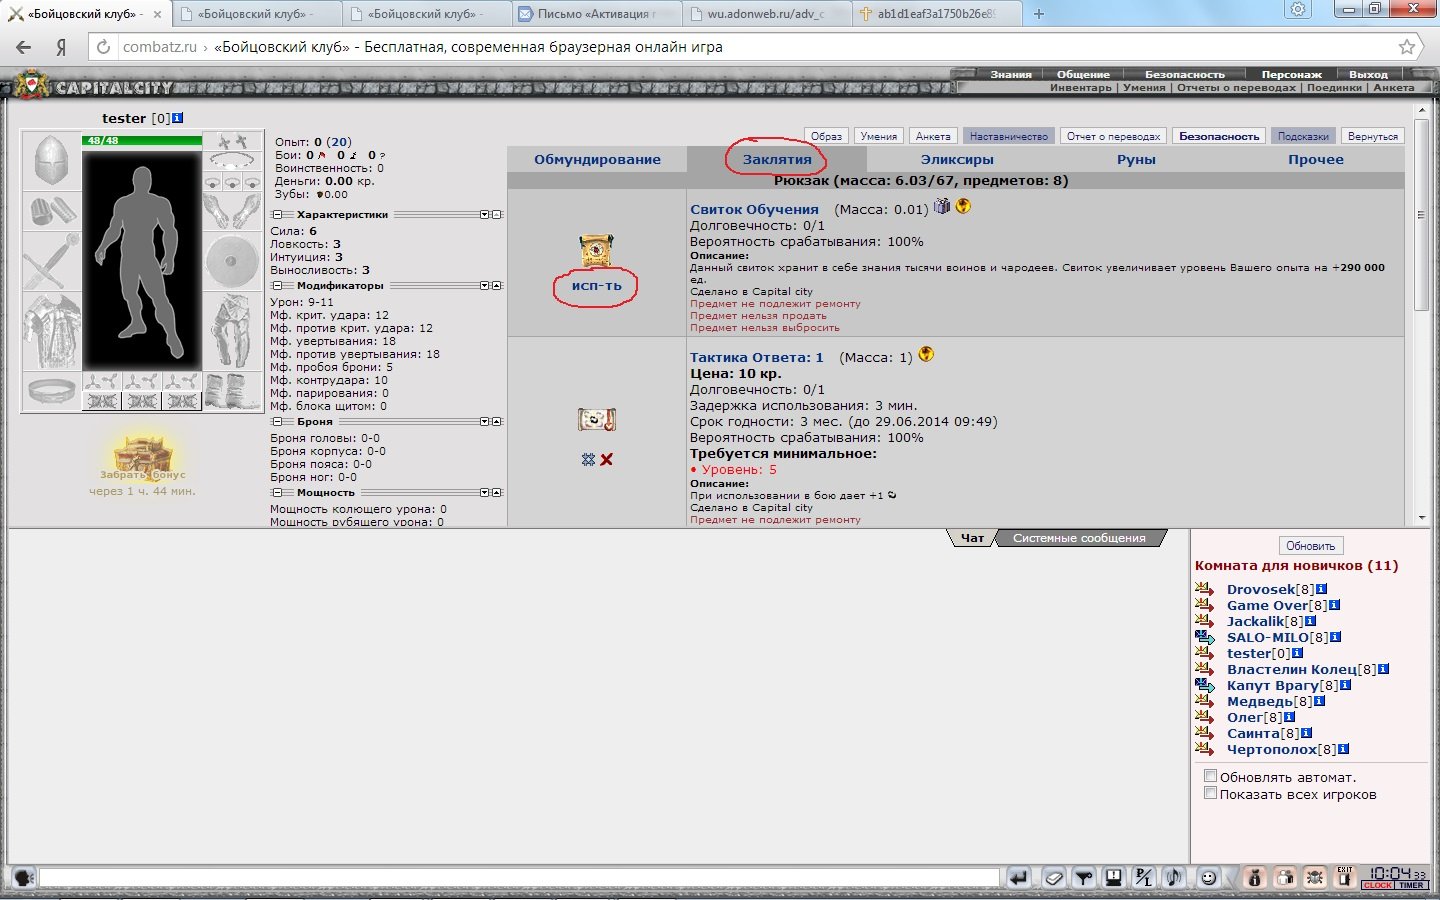 «Бойцовский клуб» -
«Бойцовский клуб» -
«Бойцовский клуб» -
Письмо «Активация
wu.adonweb.ru/adv_c
ab1d1eaf3a1750b26e89
Я
combatz.ru › «Бойцовский клуб» - Бесплатная, современная браузерная онлайн игра
CAPITALCITY
Знания Общение Безопасность Персонаж Выход
Инвентарь | Умения | Отчеты о переводах | Поединки | Анкета
tester [0]
48/48
Забрать бонус
через 1 ч. 44 мин.
Опыт: 0 (20)
Бои: 0 0 0
Воинственность: 0
Деньги: 0.00 кр.
Зубы: 0.00
Характеристики
Сила: 6
Ловкость: 3
Интуиция: 3
Выносливость: 3
Модификаторы
Урон: 9-11
Мф. крит. удара: 12
Мф. против крит. удара: 12
Мф. увертывания: 18
Мф. против увертывания: 18
Мф. пробоя брони: 5
Мф. контрудара: 10
Мф. парирования: 0
Мф. блока щитом: 0
Броня
Броня головы: 0-0
Броня корпуса: 0-0
Броня пояса: 0-0
Броня ног: 0-0
Мощность
Мощность колющего урона: 0
Мощность рубящего урона: 0
Образ Умения Анкета Наставничество Отчет о переводах Безопасность Подсказки Вернуться
Обмундирование Заклятия Эликсиры Руны Прочее
Рюкзак (масса: 6.03/67, предметов: 8)
исп-ть
Свиток Обучения (Масса: 0.01)
Долговечность: 0/1
Вероятность срабатывания: 100%
Описание:
Данный свиток хранит в себе знания тысячи воинов и чародеев. Свиток увеличивает уровень Вашего опыта на +290 000
ед.
Сделано в Capital city
Предмет не подлежит ремонту
Предмет нельзя продать
Предмет нельзя выбросить
Тактика Ответа: 1 (Масса: 1)
Цена: 10 кр.
Долговечность: 0/1
Задержка использования: 3 мин.
Срок годности: 3 мес. (до 29.06.2014 09:49)
Вероятность срабатывания: 100%
Требуется минимальное:
• Уровень: 5
Описание:
При использовании в бою дает +1
Сделано в Capital city
Предмет не подлежит ремонту
Чат Системные сообщения
Обновить
Комната для новичков (11)
Drovosek[8]
Game Over[8]
Jackalik[8]
SALO-MILO[8]
tester[0]
Властелин Колец[8]
Капут Врагу[8]
Медведь[8]
Олег[8]
Саинта[8]
Чертополох[8]
Обновлять автомат.
Показать всех игроков
P/L
EXIT
10:04 33
CLOCK TIMER